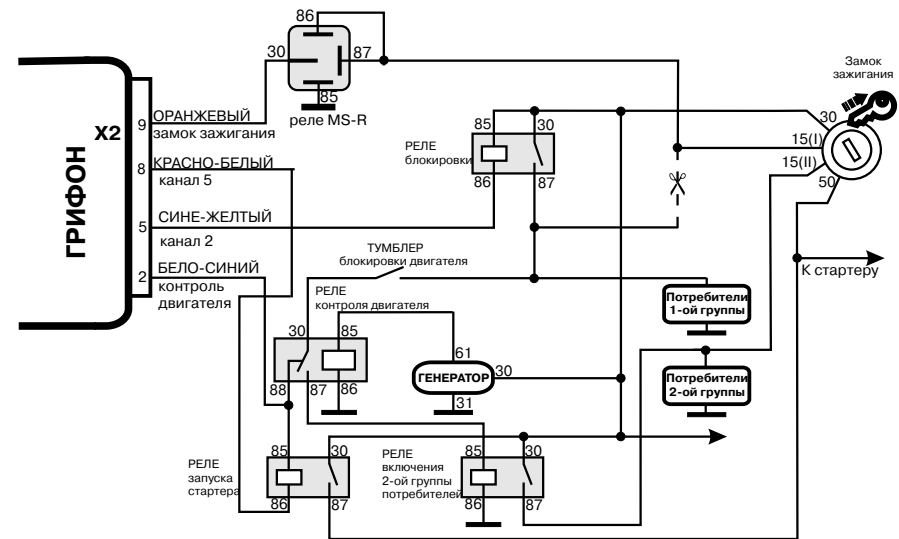 86
30
87
85
реле MS-R
Замок
зажигания
30
15(I)
15(II)
50
ГРИФОН
X2
9
ОРАНЖЕВЫЙ
замок зажигания
8
КРАСНО-БЕЛЫЙ
канал 5
5
СИНЕ-ЖЕЛТЫЙ
канал 2
2
БЕЛО-СИНИЙ
контроль
двигателя
РЕЛЕ
блокировки
85
30
86
87
ТУМБЛЕР
блокировки двигателя
К стартеру
РЕЛЕ
контроля двигателя
30
85
88
87
86
61
ГЕНЕРАТОР
30
31
Потребители
1-ой группы
Потребители
2-ой группы
РЕЛЕ
запуска
стартера
85
30
86
87
РЕЛЕ
включения
2-ой группы
потребителей
85
30
86
87